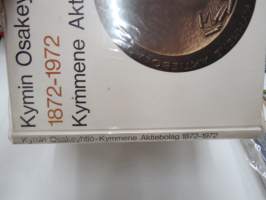 Kymin Osakey
1872-1972
Kymmene Akt
Kymin Osakeyhtiö-Kymmene Aktiebolag 1872-1972